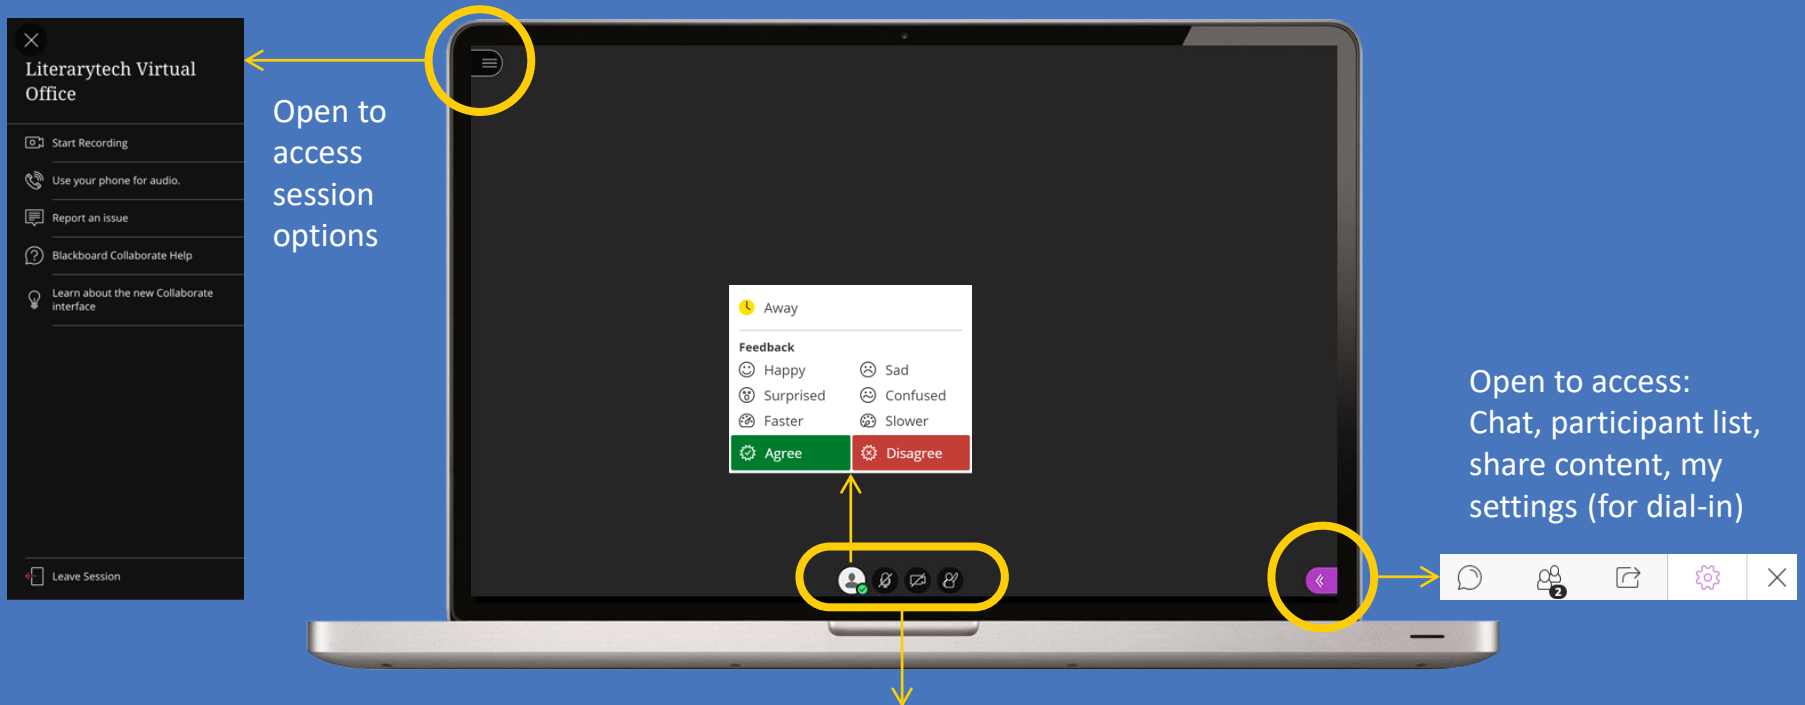 Literarytech Virtual
Office
Start Recording
Use your phone for audio.
Report an issue
Blackboard Collaborate Help
Learn about the new Collaborate
interface
Leave Session
Open to
access
session
options
Away
Feedback
Happy Sad
Surprised Confused
Faster Slower
Agree Disagree
Open to access:
Chat, participant list,
share content, my
settings (for dial-in)
2